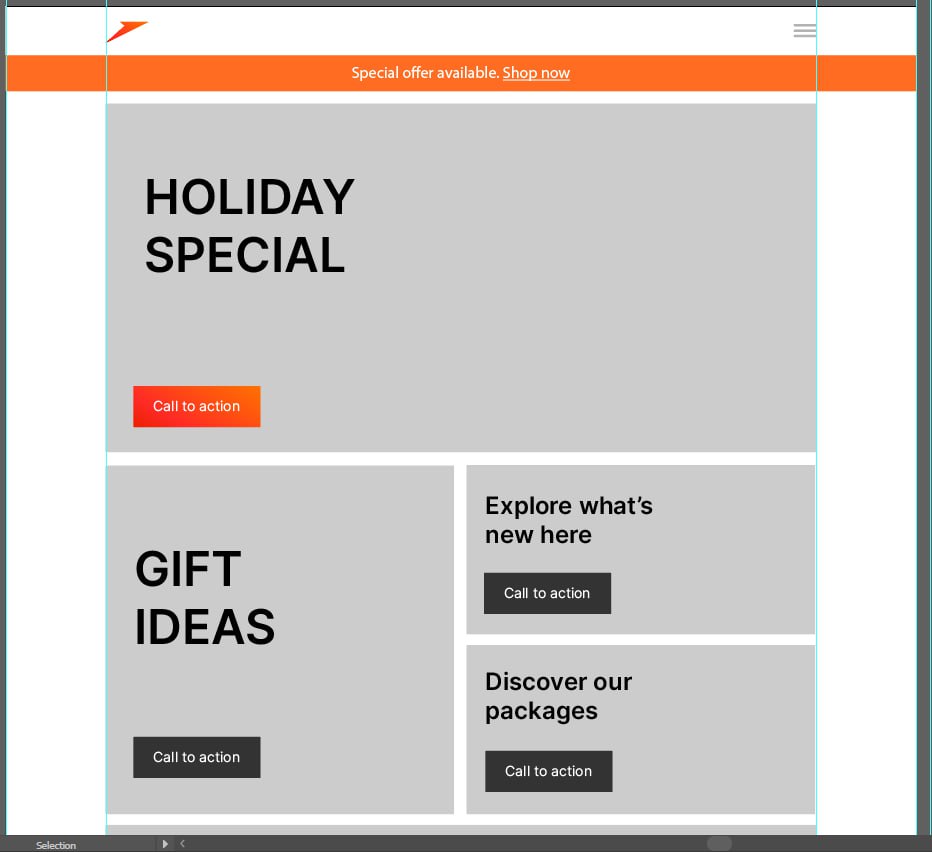 Special offer available. Shop now
HOLIDAY
SPECIAL
Call to action
GIFT
IDEAS
Call to action
Explore what’s
new here
Call to action
Discover our
packages
Call to action
Selection